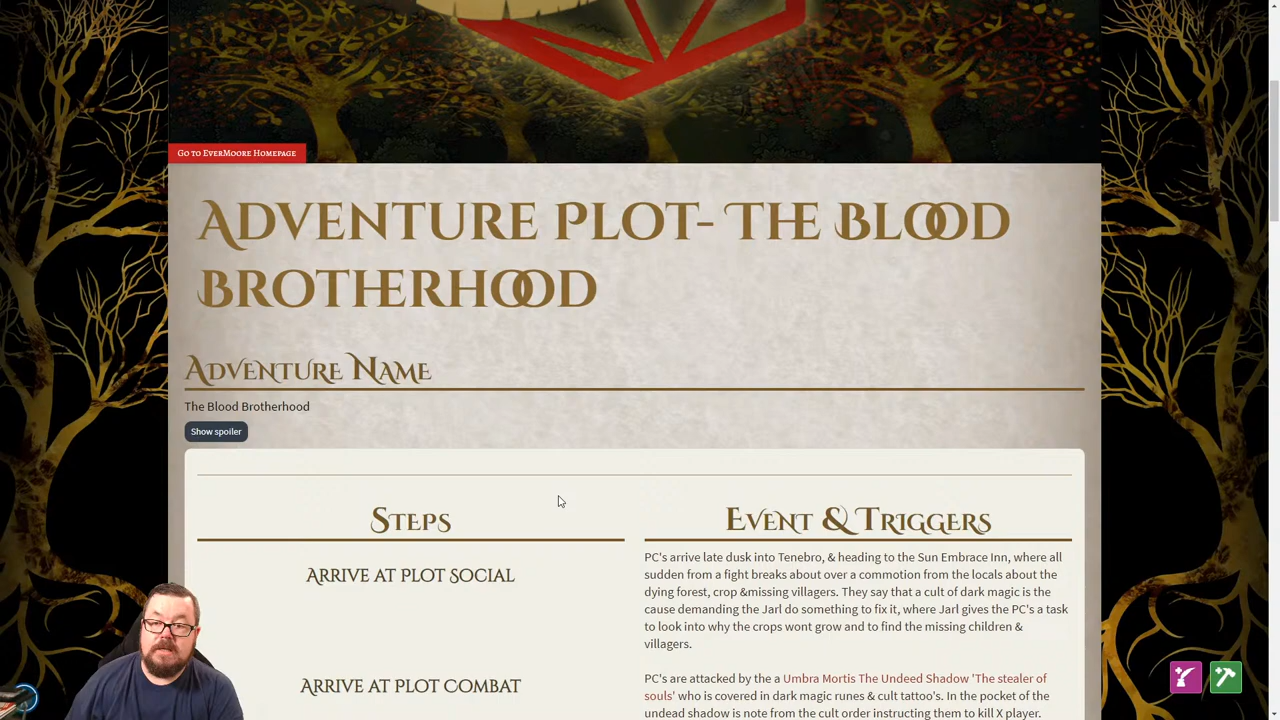 Go to EverMoore Homepage
Adventure Plot- The Blood
Brotherhood
Adventure Name
The Blood Brotherhood
Show spoiler
Steps
Arrive at Plot Social
Arrive at Plot Combat
Event & Triggers
PC's arrive late dusk into Tenebro, & heading to the Sun Embrace Inn, where all
sudden from a fight breaks about over a commotion from the locals about the
dying forest, crop &missing villagers. They say that a cult of dark magic is the
cause demanding the Jarl do something to fix it, where Jarl gives the PC's a task
to look into why the crops wont grow and to find the missing children &
villagers.
PC's are attacked by the a Umbra Mortis The Undeed Shadow 'The stealer of
souls' who is covered in dark magic runes & cult tattoo's. In the pocket of the
undead shadow is note from the cult order instructing them to kill X player.